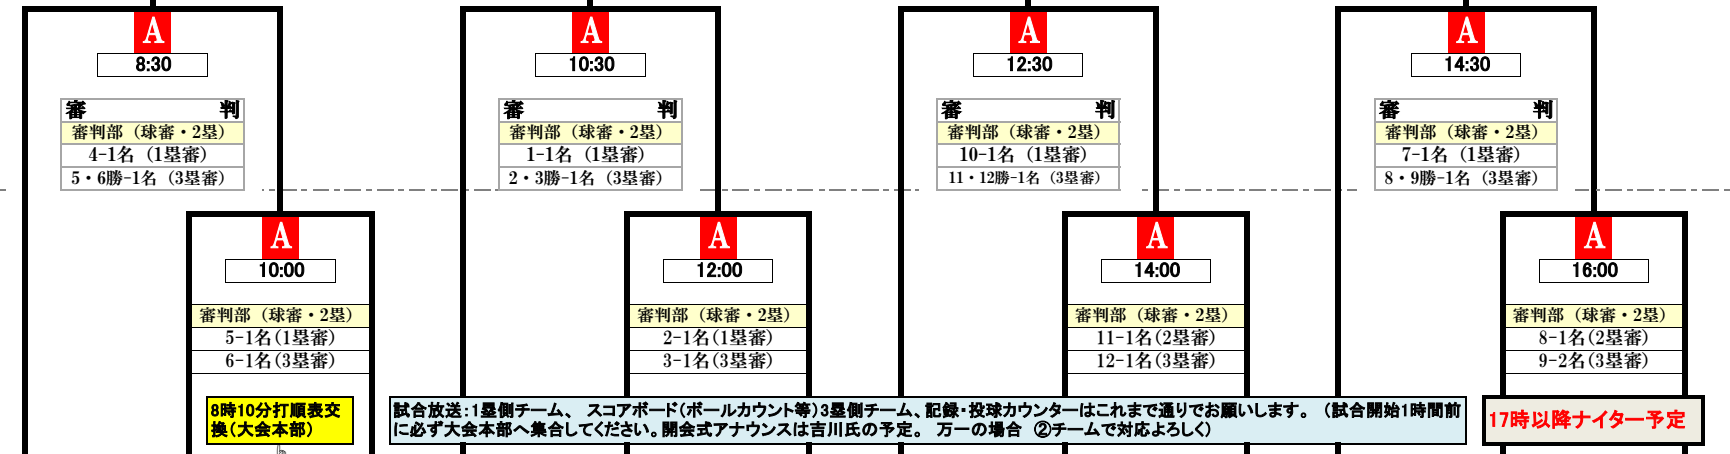 A A A A
8:30 10:30 12:30 14:30
審 判 審 判 審 判 審 判
審判部（球審・2塁） 審判部（球審・2塁） 審判部（球審・2塁） 審判部（球審・2塁）
4-1名（1塁審） 1-1名（1塁審） 10-1名（1塁審） 7-1名（1塁審）
5・6勝-1名（3塁審） 2・3勝-1名（3塁審） 11・12勝-1名（3塁審） 8・9勝-1名（3塁審）
A A A A
10:00 12:00 14:00 16:00
審判部（球審・2塁） 審判部（球審・2塁） 審判部（球審・2塁） 審判部（球審・2塁）
5-1名(1塁審) 2-1名(1塁審) 11-1名(2塁審) 8-1名(2塁審)
6-1名(3塁審) 3-1名(3塁審) 12-1名(3塁審) 9-2名(3塁審)
8時10分打順表交
換（大会本部）
試合放送：1塁側チーム、 スコアボード（ボールカウント等）3塁側チーム、記録・投球カウンターはこれまで通りでお願いします。 （試合開始1時間前
に必ず大会本部へ集合してください。開会式アナウンスは吉川氏の予定。 万一の場合 ②チームで対応よろしく）
17時以降ナイター予定